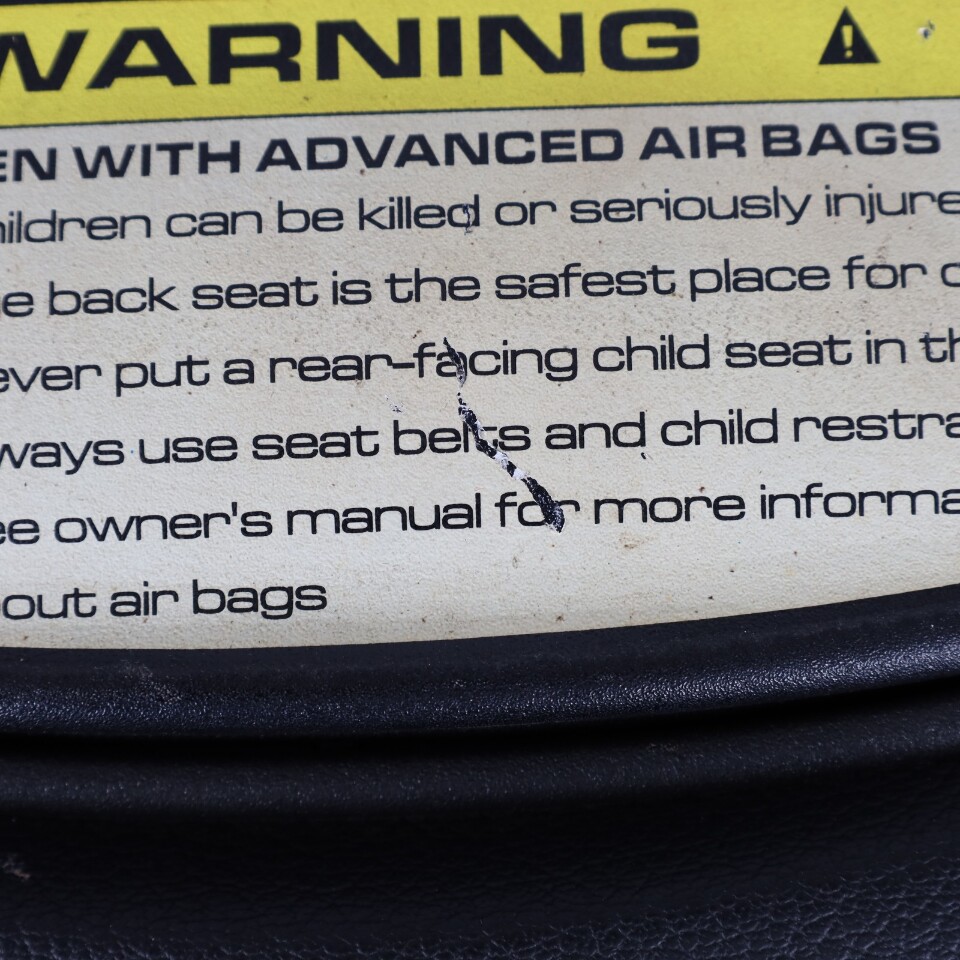 WARNING
EN WITH ADVANCED AIR BAGS
hildren can be killed or seriously injure
e back seat is the safest place for c
ever put a rear-facing child seat in th
ways use seat belts and child restra
ee owner's manual for more informa
out air bags